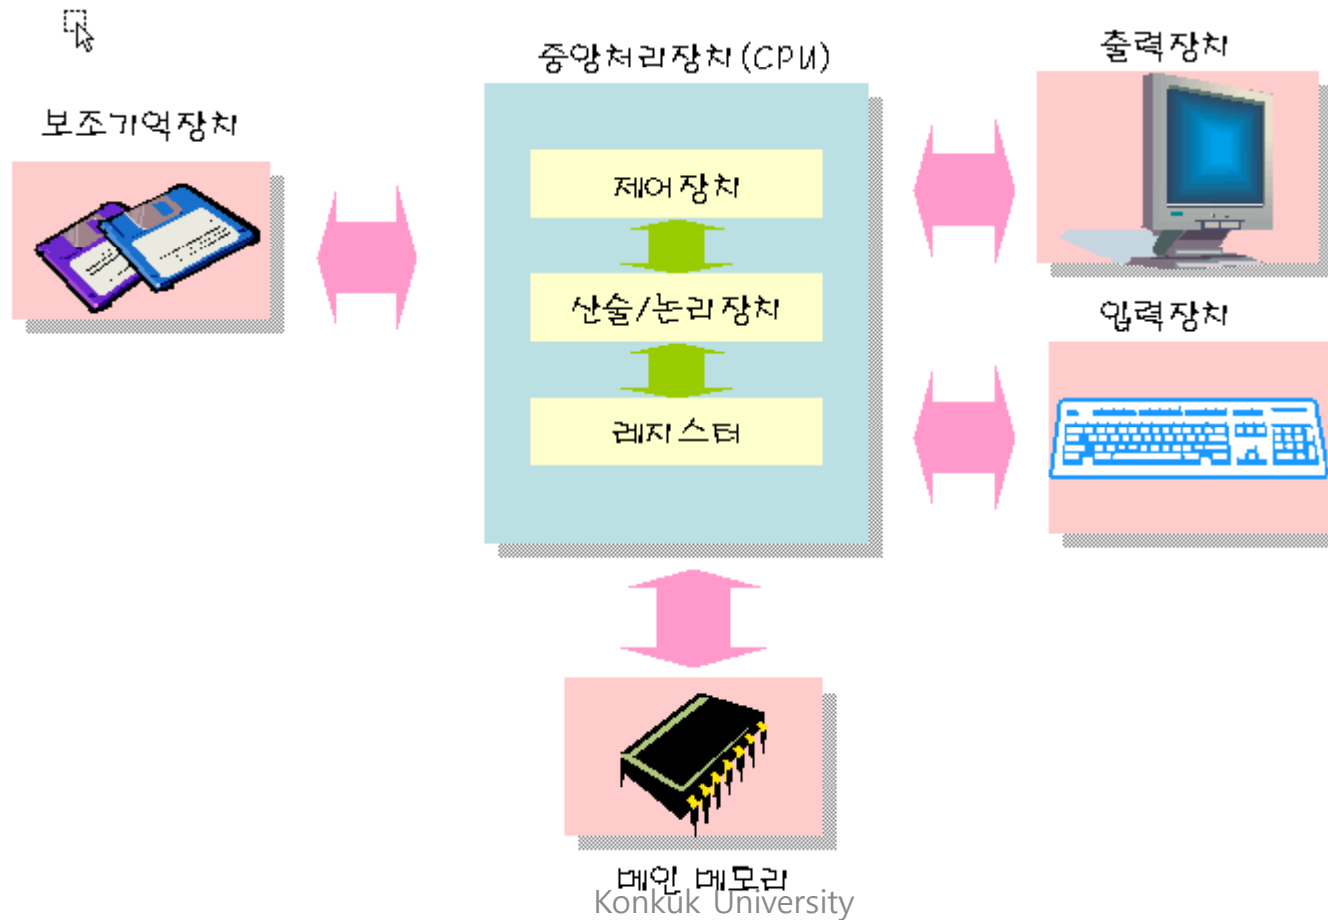 중앙처리장치(CPU)
출력장치
보조기억장치
제어장치
산술/논리장치
입력장치
레지스터
메인 메모리
Konkuk University